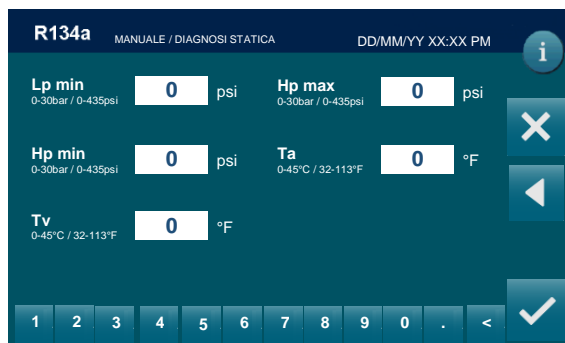 R134a MANUALE / DIAGNOSI STATICA DD/MM/YY XX:XX PM
i
Lp min 0 psi Hp max 0 psi
0-30bar / 0-435psi 0-30bar / 0-435psi
Hp min 0 psi Ta 0 °F
0-30bar / 0-435psi 0-45°C / 32-113°F
Tv 0 °F
0-45°C / 32-113°F
1 2 3 4 5 6 7 8 9 0 . <